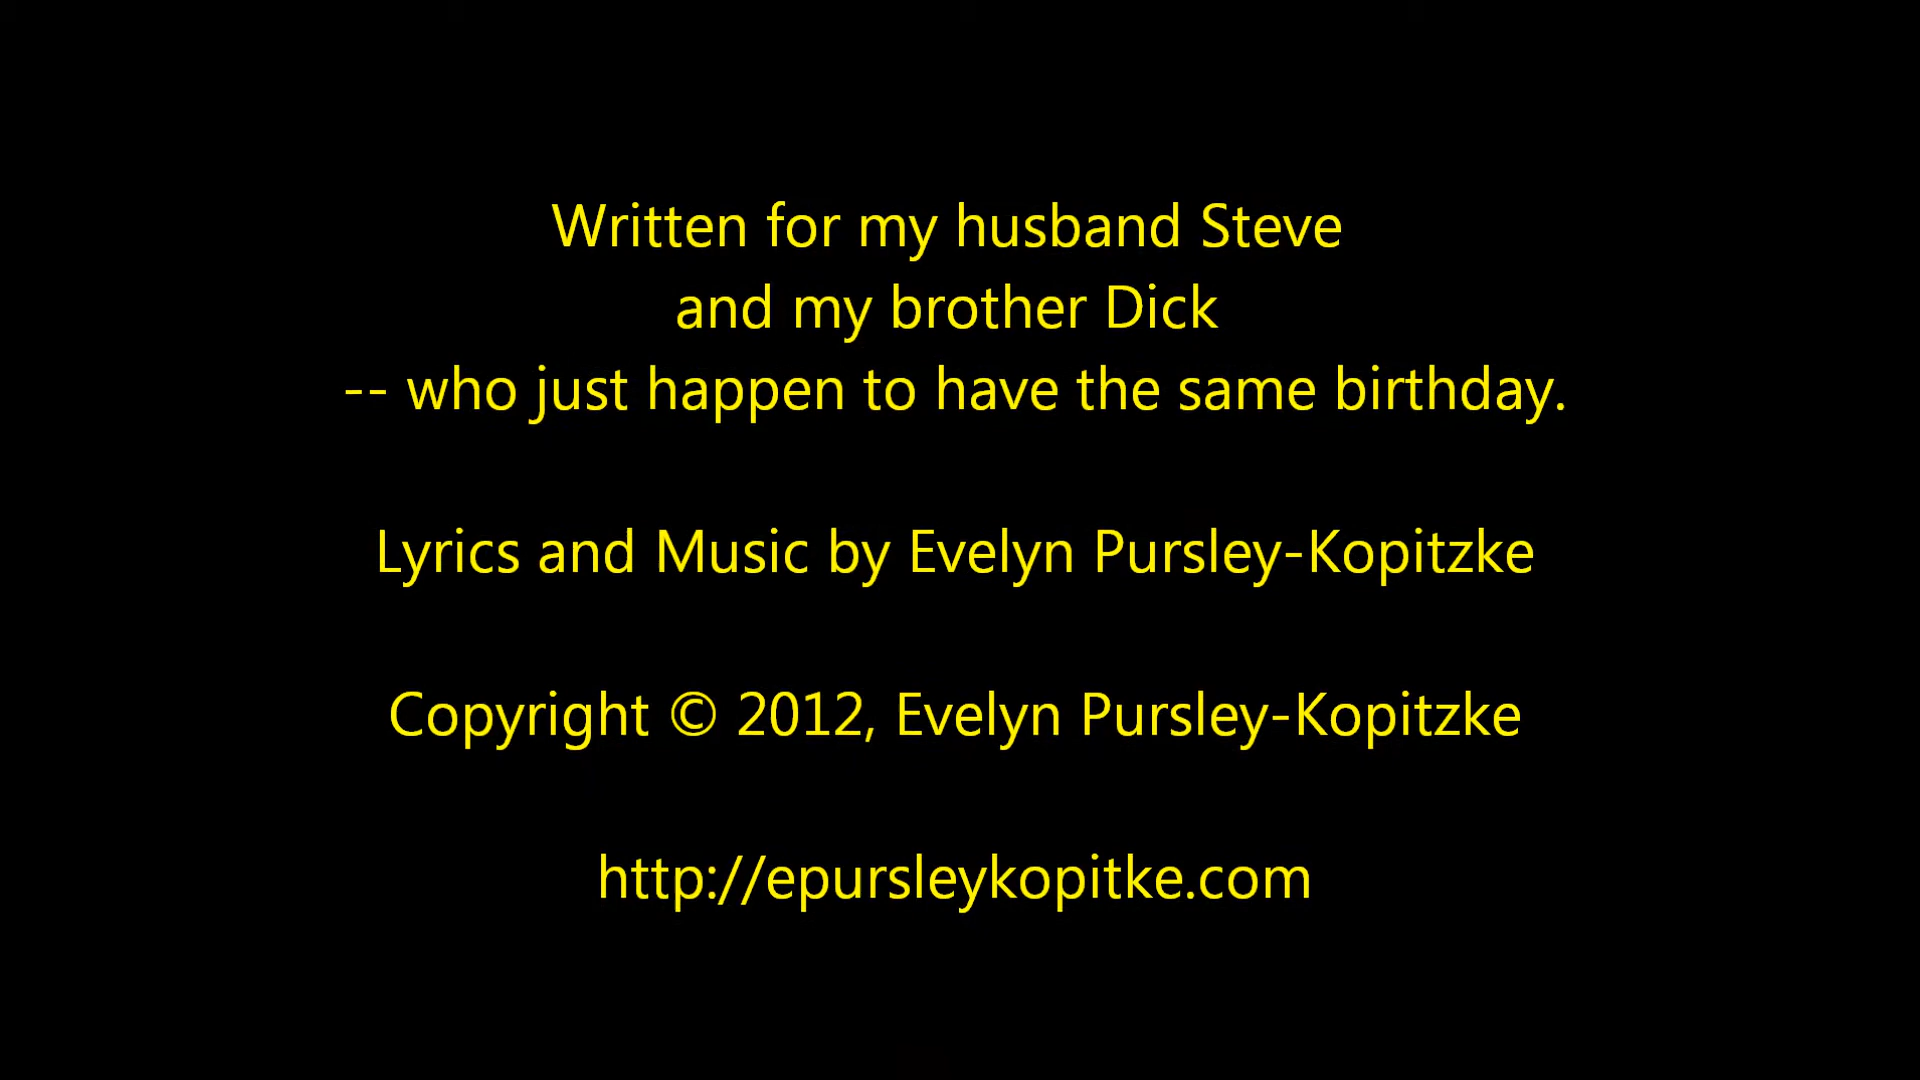 Written for my husband Steve
and my brother Dick
-- who just happen to have the same birthday.
Lyrics and Music by Evelyn Pursley-Kopitzke
Copyright © 2012, Evelyn Pursley-Kopitzke
http://epursleykopitke.com